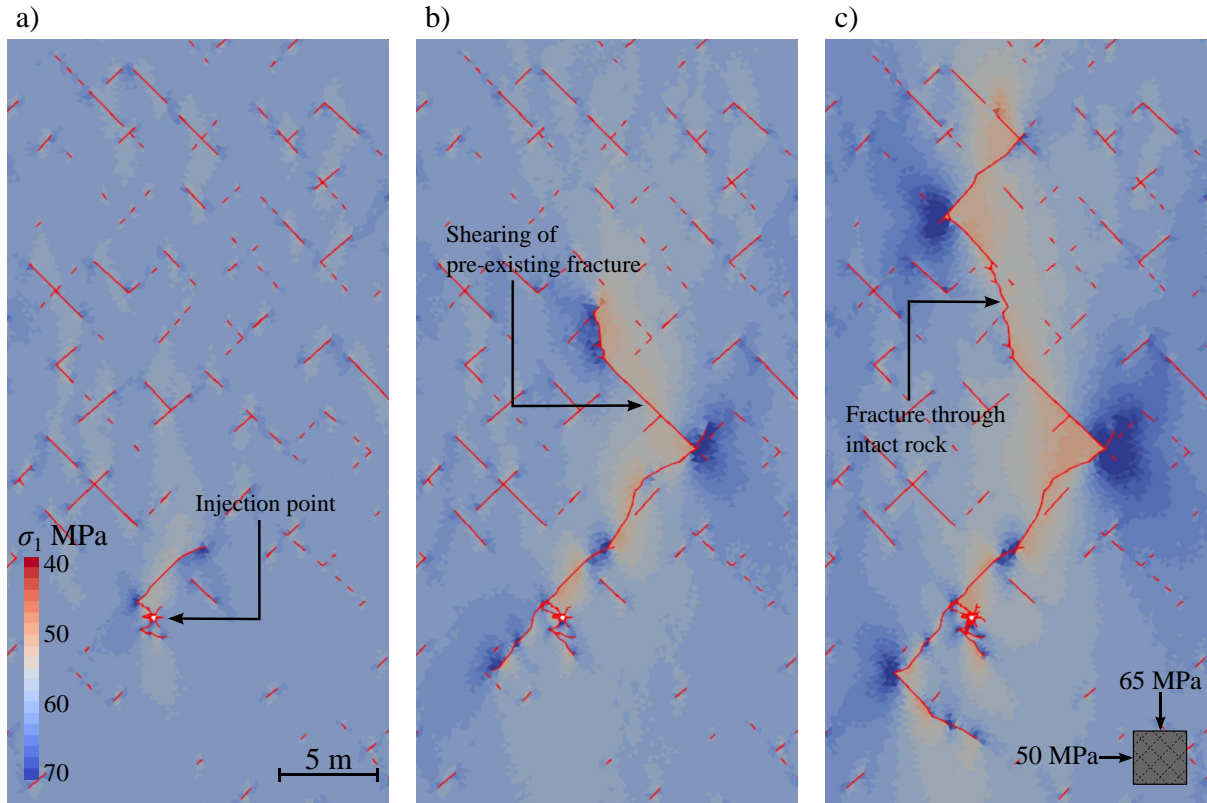 a)
b)
c)
Shearing of
pre-existing fracture
Fracture through
intact rock
Injection point
σ₁ MPa
40
50
60
70
5 m
65 MPa
50 MPa